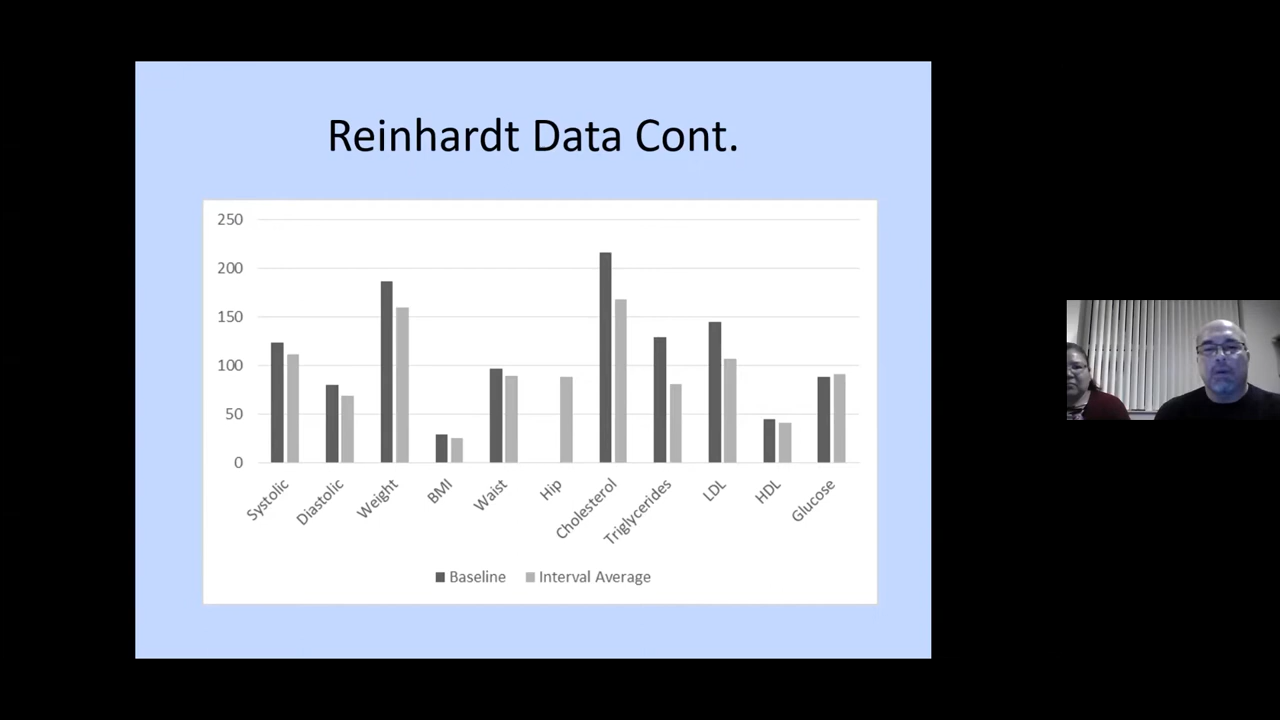 Reinhardt Data Cont.
250
200
150
100
50
0
Systolic
Diastolic
Weight
BMI
Waist
Hip
Cholesterol
Triglycerides
LDL
HDL
Glucose
Baseline Interval Average